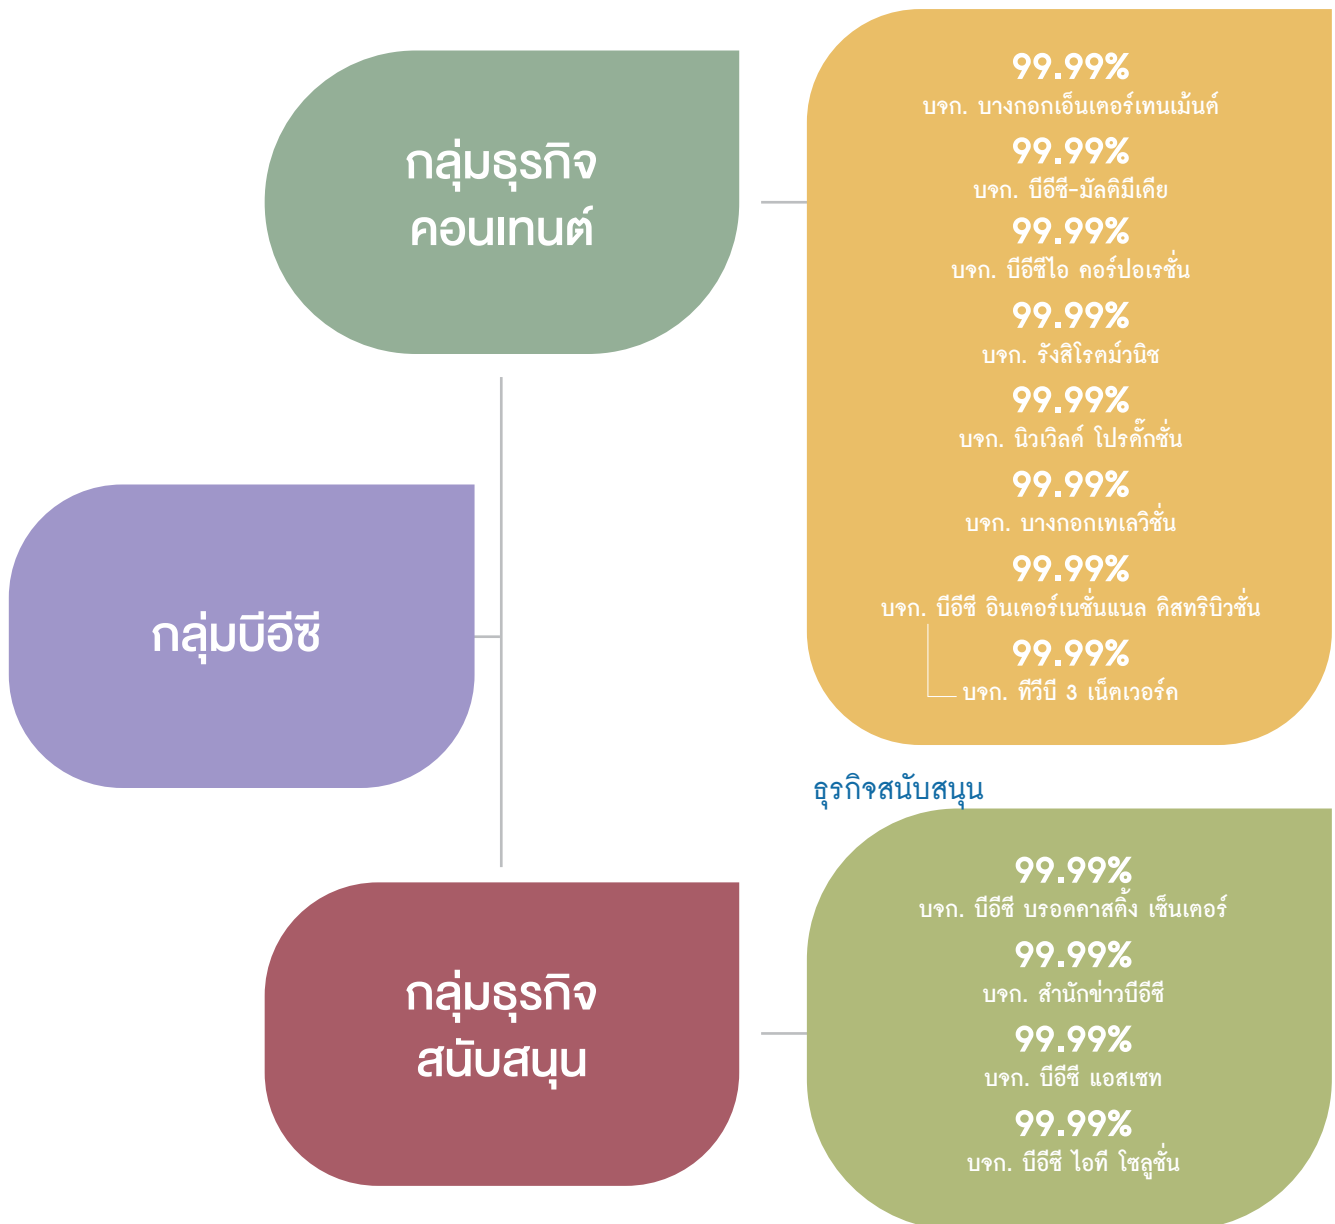 กลุ่มธุรกิจ
คอนเทนต์
99.99%
บจก. บางกอกเอ็นเตอร์เทนเม้นต์
99.99%
บจก. บีอีซี-มัลติมีเดีย
99.99%
บจก. บีอีซีไอ คอร์ปอเรชั่น
99.99%
บจก. รังสิโรตม์วนิช
99.99%
บจก. นิวเวิลด์ โปรดั๊กชั่น
99.99%
บจก. บางกอกเทเลวิชั่น
99.99%
บจก. บีอีซี อินเตอร์เนชั่นแนล ดิสทริบิวชั่น
99.99%
บจก. ทีวีบี 3 เน็ตเวอร์ค
กลุ่มบีอีซี
ธุรกิจสนับสนุน
กลุ่มธุรกิจ
สนับสนุน
99.99%
บจก. บีอีซี บรอดคาสติ้ง เซ็นเตอร์
99.99%
บจก. สำนักข่าวบีอีซี
99.99%
บจก. บีอีซี แอสเซท
99.99%
บจก. บีอีซี ไอที โซลูชั่น